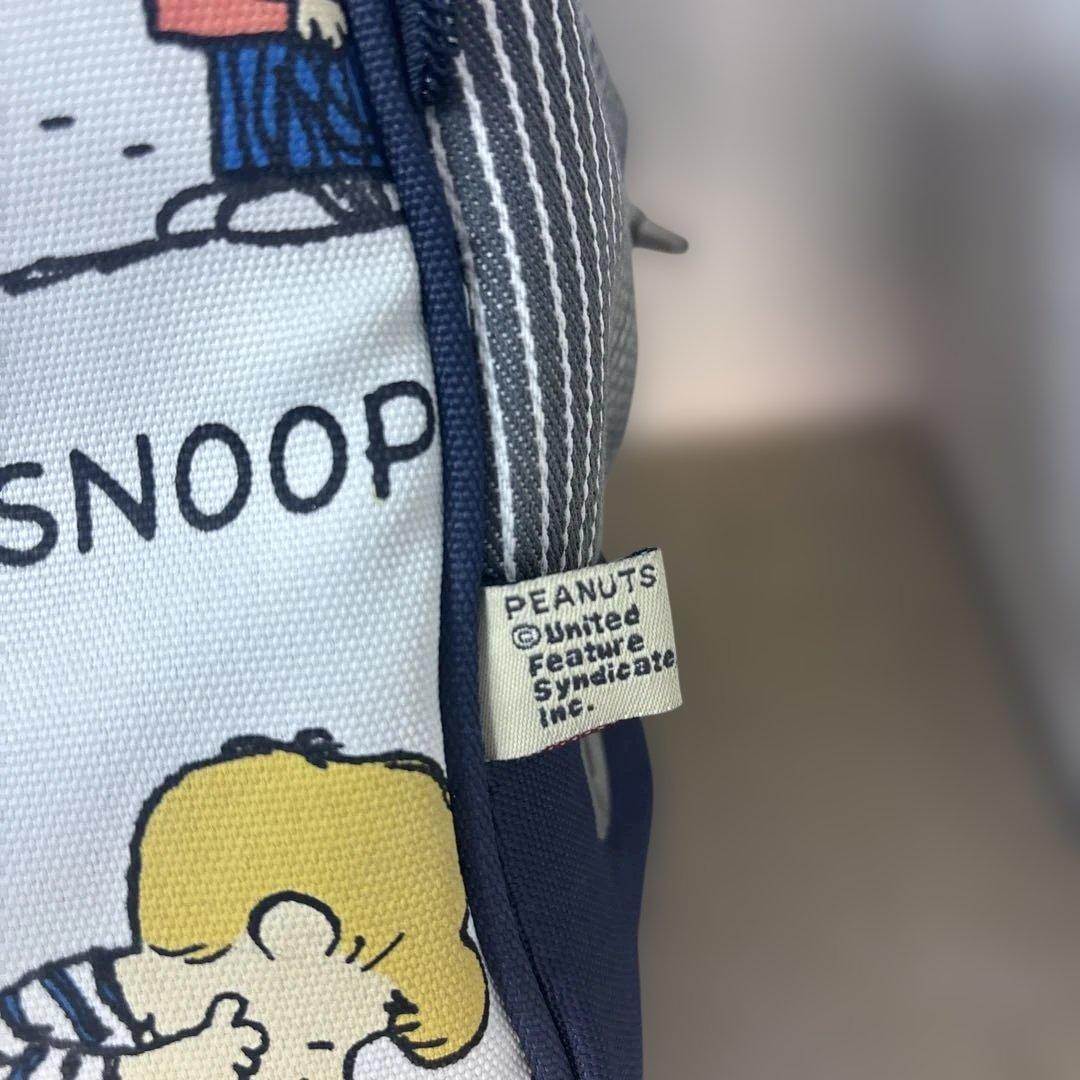 SNOOP
PEANUTS
©United
Feature
Syndicate
Inc.